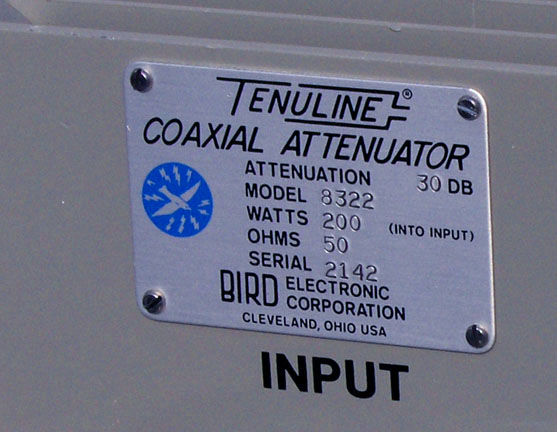 TENULINE®
COAXIAL ATTENUATOR
ATTENUATION 30 DB
MODEL 8322
WATTS 200 (INTO INPUT)
OHMS 50
SERIAL 2142
BIRD ELECTRONIC
CORPORATION
CLEVELAND, OHIO USA
INPUT